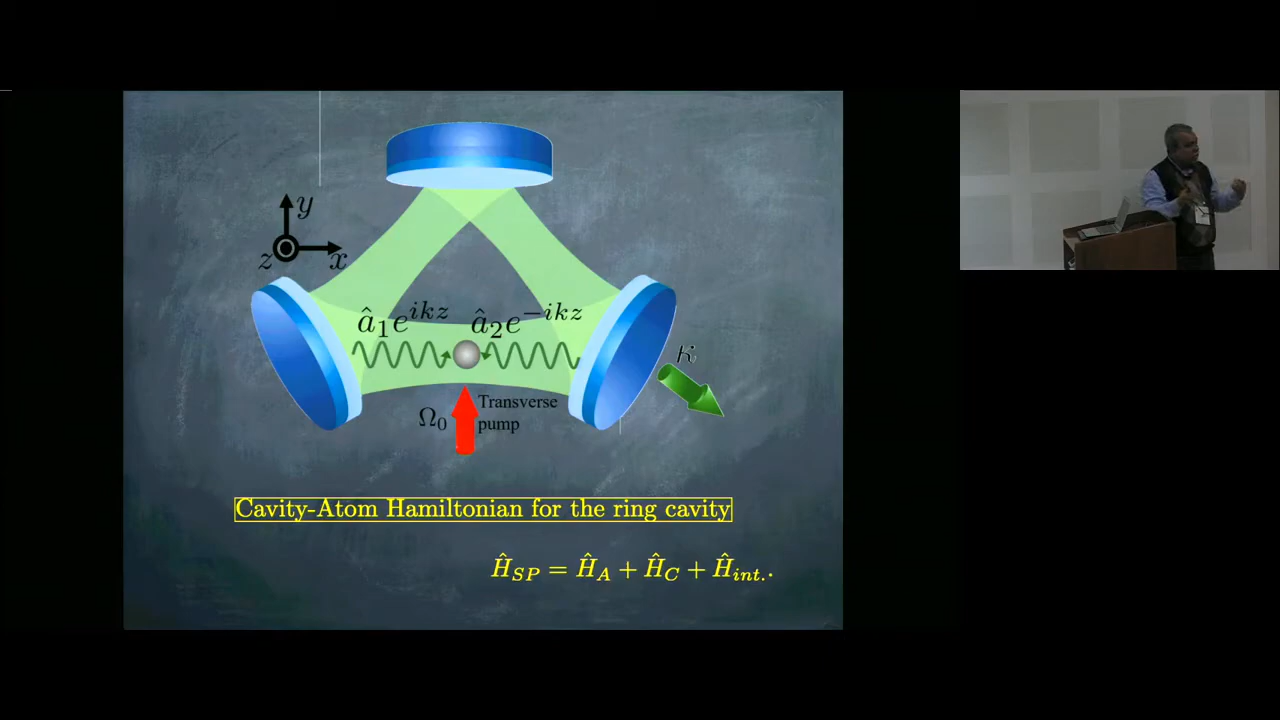 y
z x
â₁e^{ikz} â₂e^{-ikz}
κ
Ω₀
Transverse
pump
Cavity-Atom Hamiltonian for the ring cavity
Ĥ_{SP} = Ĥ_A + Ĥ_C + Ĥ_{int.}.